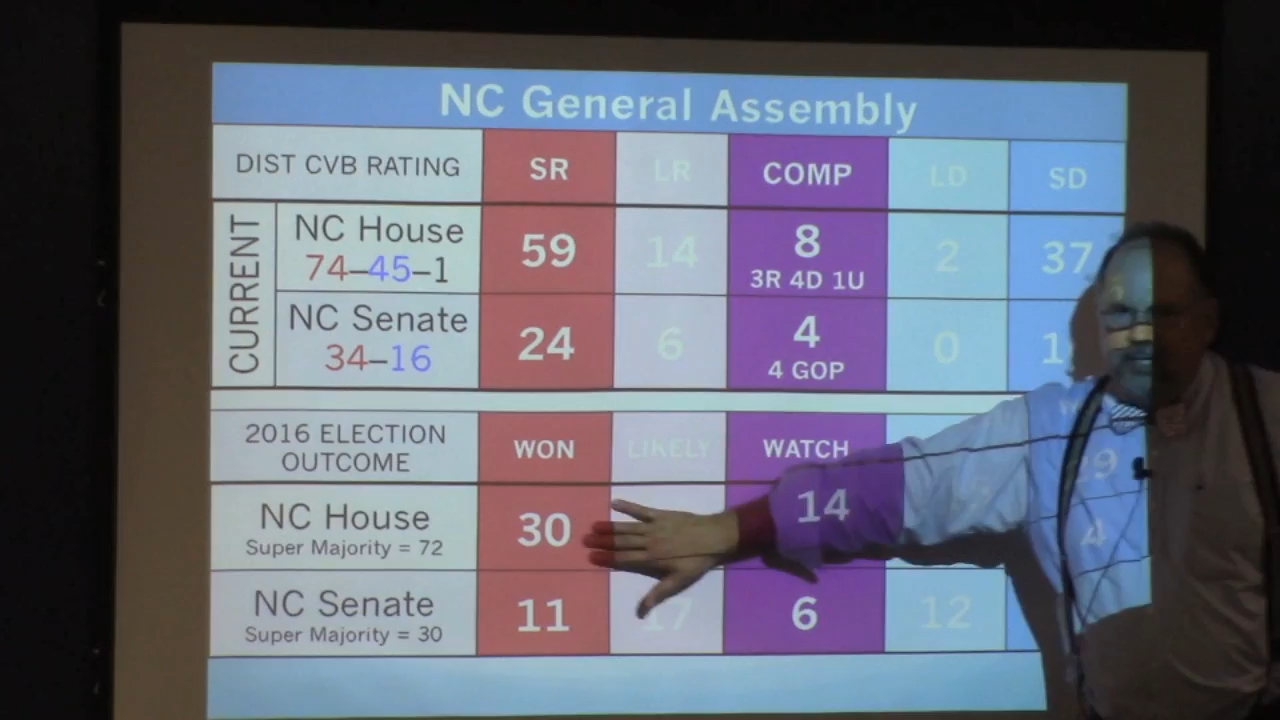 NC General Assembly
DIST CVB RATING SR LR COMP LD SD
CURRENT
NC House 59 14 8 2 37
74–45–1 3R 4D 1U
NC Senate 24 6 4 0
34–16 4 GOP
2016 ELECTION
OUTCOME WON LIKELY WATCH
NC House 30 14
Super Majority = 72
NC Senate 11 17 6 12 4
Super Majority = 30